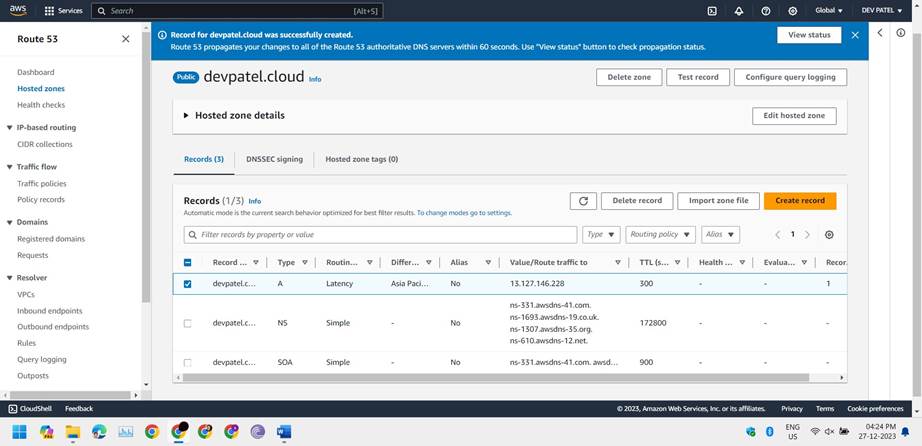 aws
Services
Search
[Alt+S]
Global
DEV PATEL
Route 53
Dashboard
Hosted zones
Health checks
IP-based routing
CIDR collections
Traffic flow
Traffic policies
Policy records
Domains
Registered domains
Requests
Resolver
VPCs
Inbound endpoints
Outbound endpoints
Rules
Query logging
Outposts
Record for devpatel.cloud was successfully created.
Route 53 propagates your changes to all of the Route 53 authoritative DNS servers within 60 seconds. Use "View status" button to check propagation status.
View status
Public devpatel.cloud Info
Delete zone
Test record
Configure query logging
Hosted zone details
Edit hosted zone
Records (3)
DNSSEC signing
Hosted zone tags (0)
Records (1/3) Info
Automatic mode is the current search behavior optimized for best filter results. To change modes go to settings.
Delete record
Import zone file
Create record
Filter records by property or value
Type
Routing policy
Alias
1
Record ... Type Routin... Differ... Alias Value/Route traffic to TTL (s... Health ... Evalua... Recor.
devpatel.c... A Latency Asia Paci... No 13.127.146.228 300 - - 1
devpatel.c... NS Simple - No ns-331.awsdns-41.com.
ns-1693.awsdns-19.co.uk.
ns-1307.awsdns-35.org.
ns-610.awsdns-12.net.
172800 - -
devpatel.c... SOA Simple - No ns-331.awsdns-41.com. awsd... 900 - -
CloudShell
Feedback
© 2023, Amazon Web Services, Inc. or its affiliates.
Privacy
Terms
Cookie preferences
ENG
US
04:24 PM
27-12-2023